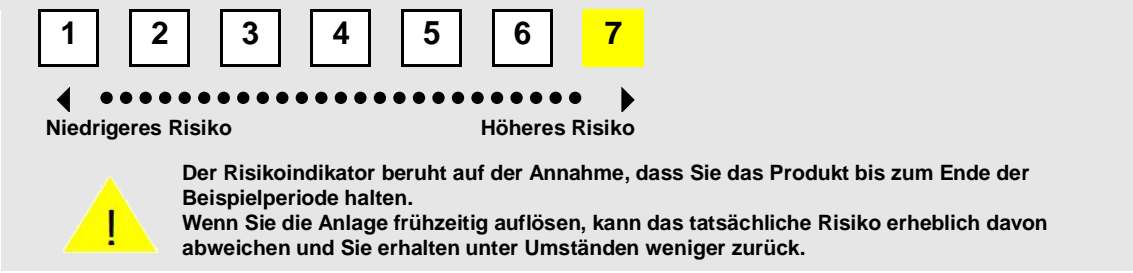 1 2 3 4 5 6 7
Niedrigeres Risiko Höheres Risiko
!
Der Risikoindikator beruht auf der Annahme, dass Sie das Produkt bis zum Ende der
Beispielperiode halten.
Wenn Sie die Anlage frühzeitig auflösen, kann das tatsächliche Risiko erheblich davon
abweichen und Sie erhalten unter Umständen weniger zurück.